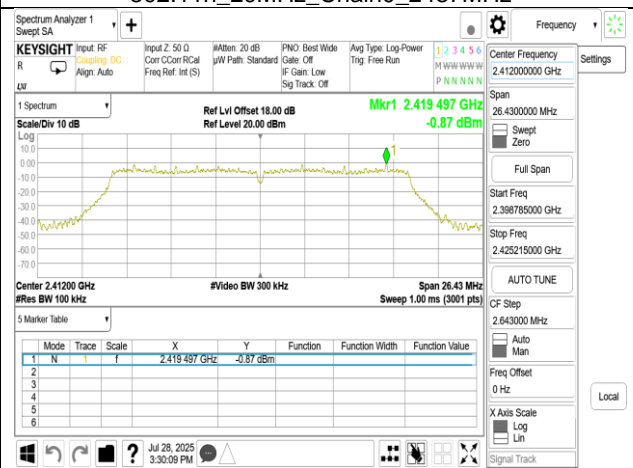 Spectrum Analyzer 1
Swept SA
Frequency
KEYSIGHT
R
Input: RF
Coupling: DC
Align: Auto
Input Z: 50 Ω
Corr CCorr RCal
Freq Ref: Int (S)
#Atten: 20 dB
µW Path: Standard
PNO: Best Wide
Gate: Off
IF Gain: Low
Sig Track: Off
Avg Type: Log-Power
Trig: Free Run
1 2 3 4 5 6
M W W W W W
P N N N N N
1 Spectrum
Scale/Div 10 dB
Log
Ref Lvl Offset 18.00 dB
Ref Level 20.00 dBm
Mkr1 2.419 497 GHz
-0.87 dBm
10.0
0.00
-10.0
-20.0
-30.0
-40.0
-50.0
-60.0
-70.0
1
Center 2.41200 GHz
#Res BW 100 kHz
#Video BW 300 kHz
Span 26.43 MHz
Sweep 1.00 ms (3001 pts)
5 Marker Table
Mode Trace Scale X Y Function Function Width Function Value
1 N 1 f 2.419 497 GHz -0.87 dBm
2
3
4
5
6
Jul 28, 2025
3:30:09 PM
Center Frequency
2.412000000 GHz
Settings
Span
26.4300000 MHz
Swept
Zero
Full Span
Start Freq
2.398785000 GHz
Stop Freq
2.425215000 GHz
AUTO TUNE
CF Step
2.643000 MHz
Auto
Man
Freq Offset
0 Hz
Local
X Axis Scale
Log
Lin
Signal Track